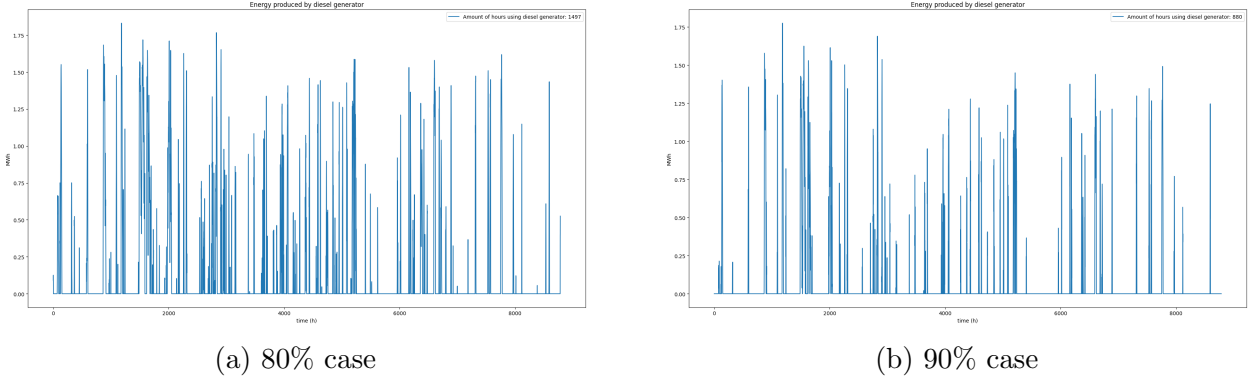 Energy produced by diesel generator
Amount of hours using diesel generator: 1497
1.75
1.50
1.25
1.00
0.75
0.50
0.25
0.00
MWh
0 2000 4000 6000 8000
time (h)
(a) 80% case
Energy produced by diesel generator
Amount of hours using diesel generator: 880
1.75
1.50
1.25
1.00
0.75
0.50
0.25
0.00
MWh
0 2000 4000 6000 8000
time (h)
(b) 90% case